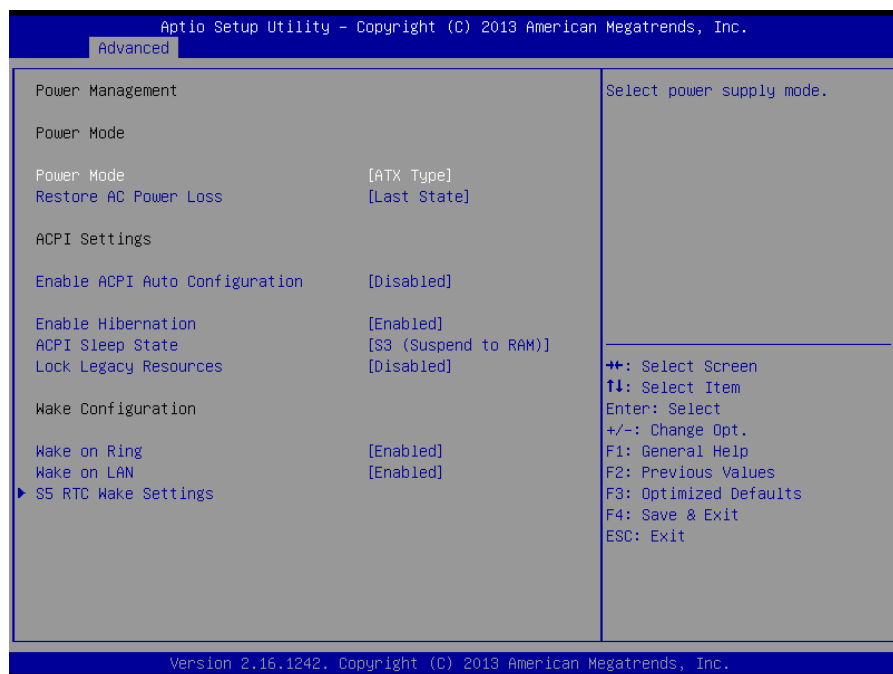 Aptio Setup Utility – Copyright (C) 2013 American Megatrends, Inc.
Advanced
Power Management
Power Mode
Power Mode [ATX Type]
Restore AC Power Loss [Last State]
ACPI Settings
Enable ACPI Auto Configuration [Disabled]
Enable Hibernation [Enabled]
ACPI Sleep State [S3 (Suspend to RAM)]
Lock Legacy Resources [Disabled]
Wake Configuration
Wake on Ring [Enabled]
Wake on LAN [Enabled]
S5 RTC Wake Settings
Select power supply mode.
→←: Select Screen
↑↓: Select Item
Enter: Select
+/-: Change Opt.
F1: General Help
F2: Previous Values
F3: Optimized Defaults
F4: Save & Exit
ESC: Exit
Version 2.16.1242. Copyright (C) 2013 American Megatrends, Inc.